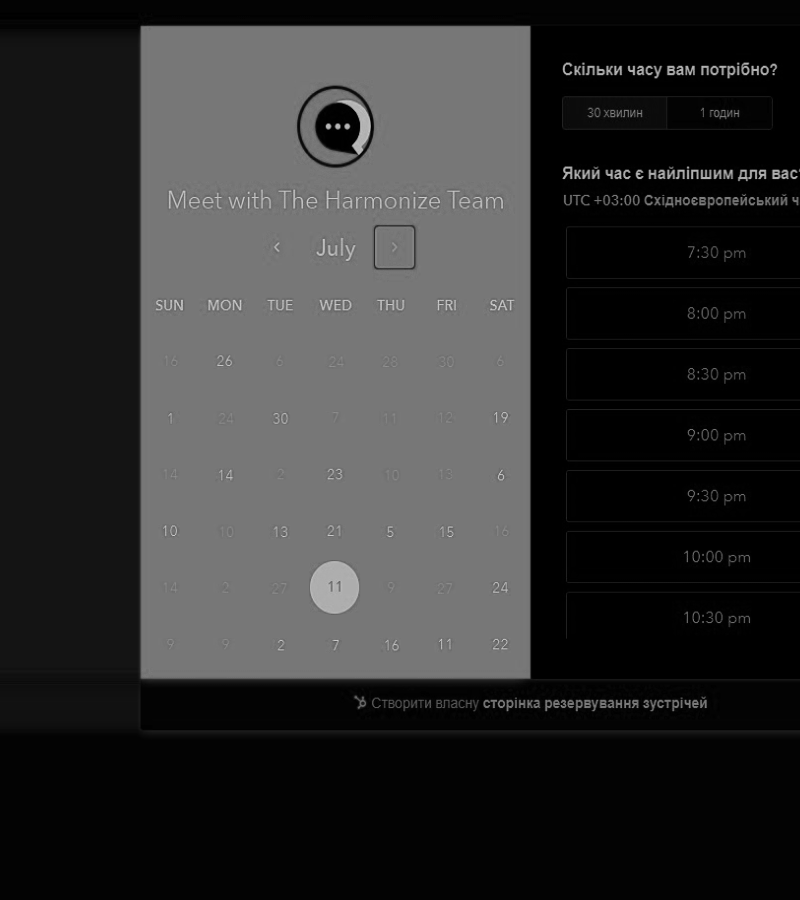 Meet with The Harmonize Team
July
SUN MON TUE WED THU FRI SAT
16 26 6 24 28 30 6
1 24 30 7 11 12 19
14 14 2 23 10 13 6
10 10 13 21 5 15 16
14 2 27 11 9 27 24
9 9 2 7 16 11 22
Скільки часу вам потрібно?
30 хвилин 1 годин
Який час є найліпшим для вас?
UTC +03:00 Східноєвропейський ч
7:30 pm
8:00 pm
8:30 pm
9:00 pm
9:30 pm
10:00 pm
10:30 pm
Створити власну сторінка резервування зустрічей